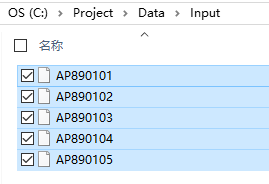 OS (C:) > Project > Data > Input
名称
AP890101
AP890102
AP890103
AP890104
AP890105